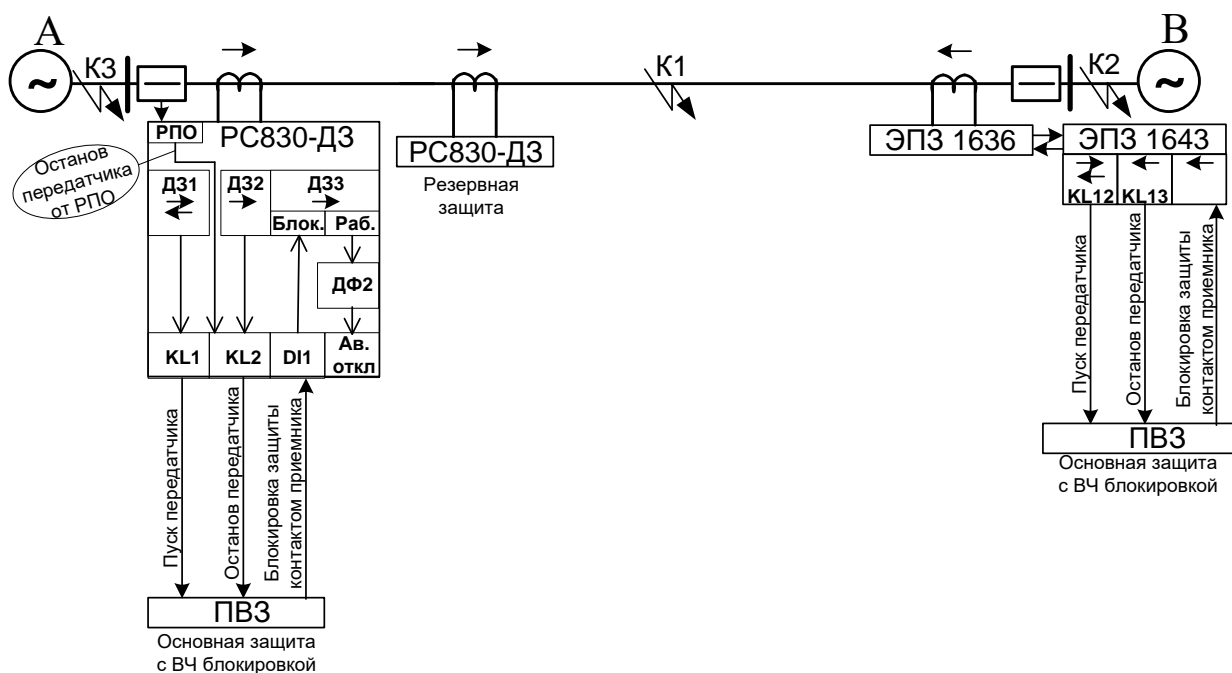 А
В
К3
К1
К2
РПО
РС830-ДЗ
РС830-ДЗ
Резервная
защита
ЭПЗ 1636
ЭПЗ 1643
Останов
передатчика
от РПО
ДЗ1
ДЗ2
ДЗ3
Блок.
Раб.
ДФ2
KL1
KL2
DI1
Ав.
откл
KL12
KL13
Пуск передатчика
Останов передатчика
Блокировка защиты
контактом приемника
ПВЗ
Основная защита
с ВЧ блокировкой
Пуск передатчика
Останов передатчика
Блокировка защиты
контактом приемника
ПВЗ
Основная защита
с ВЧ блокировкой